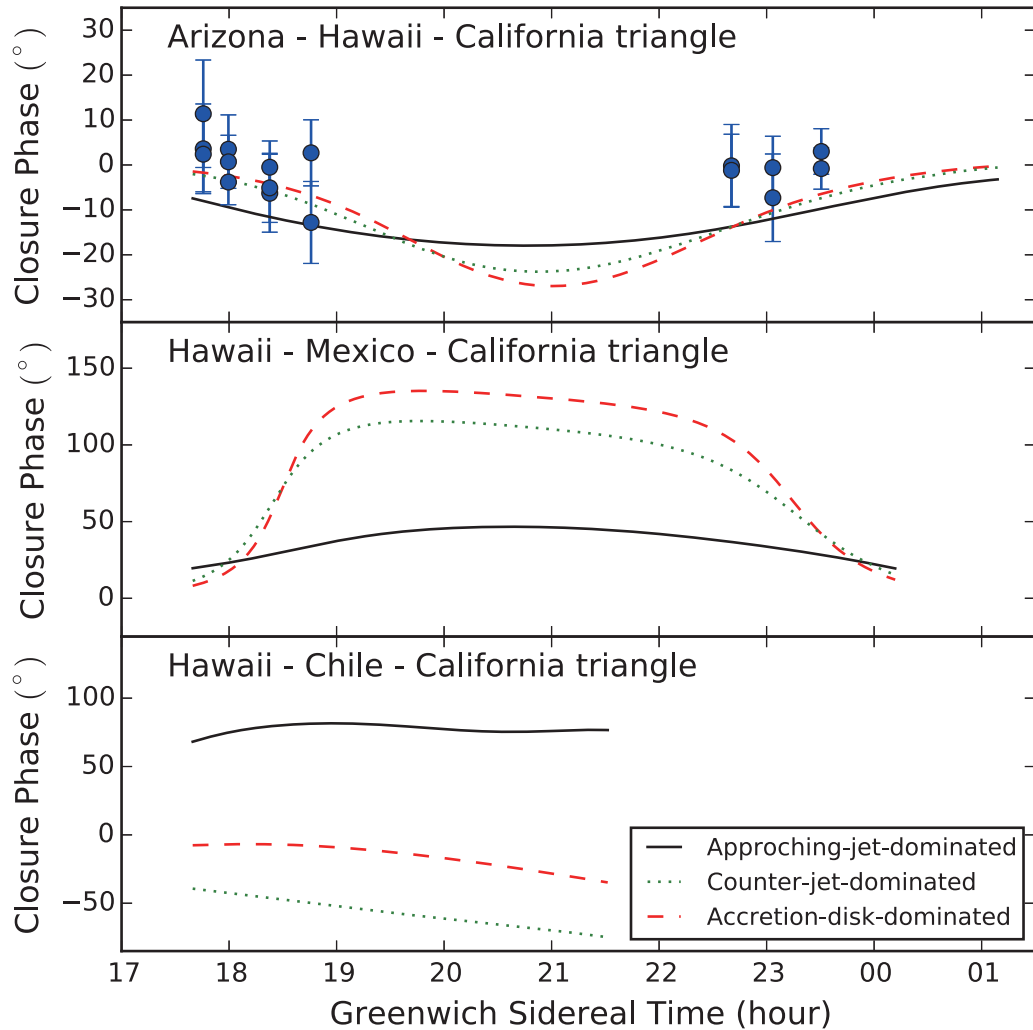 Arizona - Hawaii - California triangle
Closure Phase (°)
30
20
10
0
−10
−20
−30
Hawaii - Mexico - California triangle
Closure Phase (°)
150
100
50
0
Hawaii - Chile - California triangle
Closure Phase (°)
100
50
0
−50
Approching-jet-dominated
Counter-jet-dominated
Accretion-disk-dominated
17 18 19 20 21 22 23 00 01
Greenwich Sidereal Time (hour)